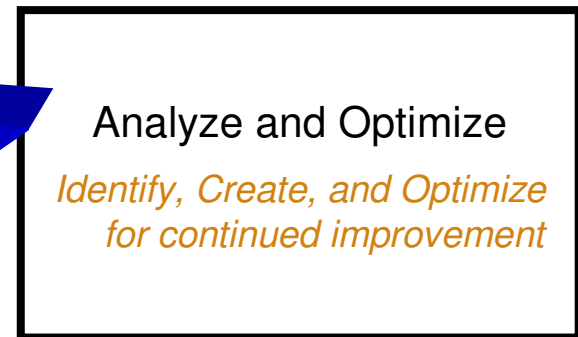 Analyze and Optimize
Identify, Create, and Optimize
for continued improvement